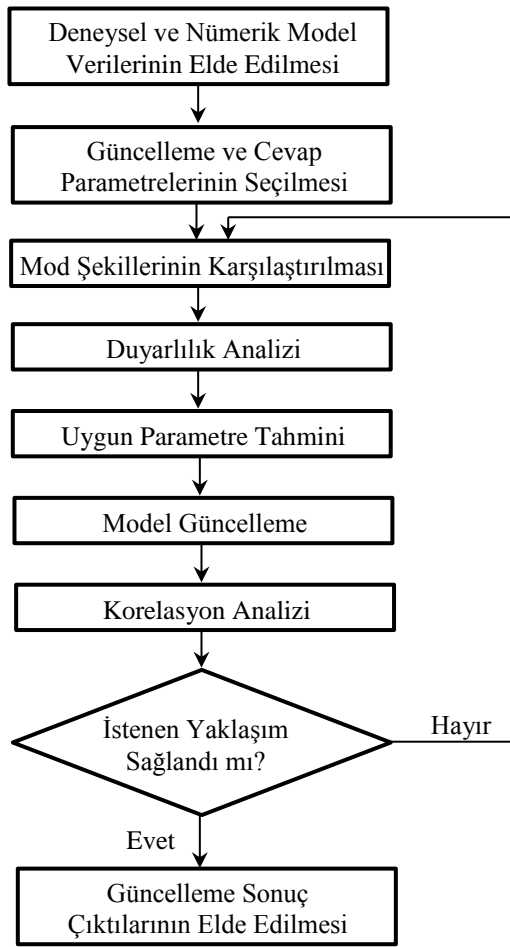 Deneysel ve Nümerik Model
Verilerinin Elde Edilmesi
Güncelleme ve Cevap
Parametrelerinin Seçilmesi
Mod Şekillerinin Karşılaştırılması
Duyarlılık Analizi
Uygun Parametre Tahmini
Model Güncelleme
Korelasyon Analizi
İstenen Yaklaşım
Sağlandı mı?
Hayır
Evet
Güncelleme Sonuç
Çıktılarının Elde Edilmesi